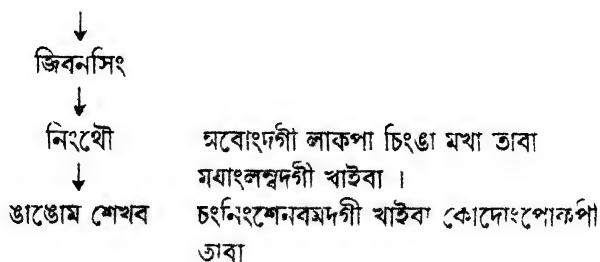 ↓
জিবনসিং
↓
নিংথৌ অবোংদগী লাকপা চিংঙা মখা তাবা
↓ ময়াংলম্বদগী খাইবা ।
ঙাঙোম শেখব চংনিংশেনবমদগী খাইবা কোদোংপোকপী
তাবা